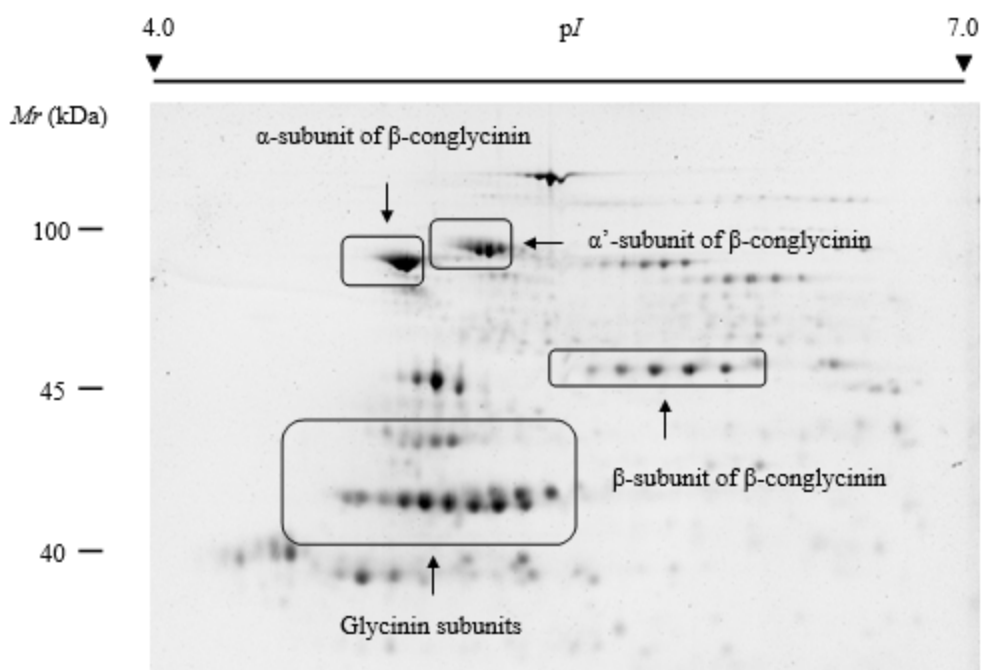 4.0 pI 7.0
Mr (kDa)
α-subunit of β-conglycinin
100
α’-subunit of β-conglycinin
45
β-subunit of β-conglycinin
40
Glycinin subunits